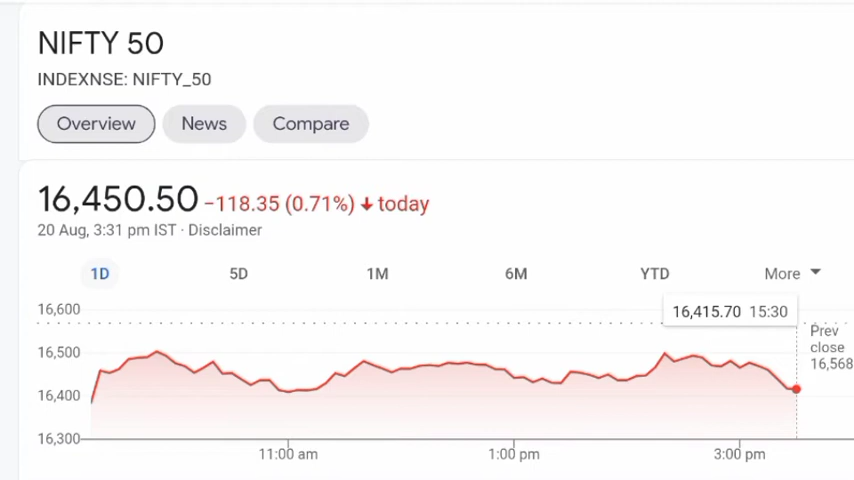 NIFTY 50
INDEXNSE: NIFTY_50
Overview News Compare
16,450.50 −118.35 (0.71%) ↓ today
20 Aug, 3:31 pm IST · Disclaimer
1D 5D 1M 6M YTD More
16,600
16,415.70 15:30
Prev
close
16,568
16,500
16,400
16,300
11:00 am 1:00 pm 3:00 pm